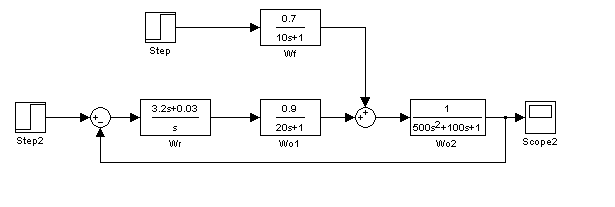 0.7
10s+1
Step
Wf
3.2s+0.03
s
0.9
20s+1
1
500s²+100s+1
Step2
Wr
Wo1
Wo2
Scope2